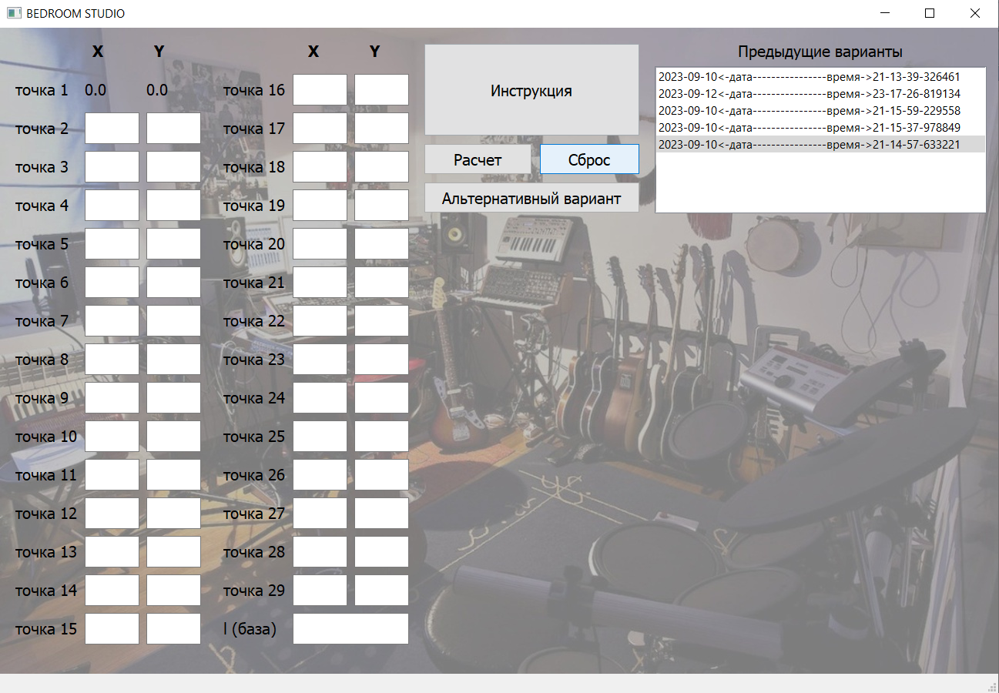 BEDROOM STUDIO
X Y X Y
точка 1 0.0 0.0 точка 16
точка 2 точка 17
точка 3 точка 18
точка 4 точка 19
точка 5 точка 20
точка 6 точка 21
точка 7 точка 22
точка 8 точка 23
точка 9 точка 24
точка 10 точка 25
точка 11 точка 26
точка 12 точка 27
точка 13 точка 28
точка 14 точка 29
точка 15 l (база)
Инструкция
Расчет Сброс
Альтернативный вариант
Предыдущие варианты
2023-09-10<-дата----------------время->21-13-39-326461
2023-09-12<-дата----------------время->23-17-26-819134
2023-09-10<-дата----------------время->21-15-59-229558
2023-09-10<-дата----------------время->21-15-37-978849
2023-09-10<-дата----------------время->21-14-57-633221